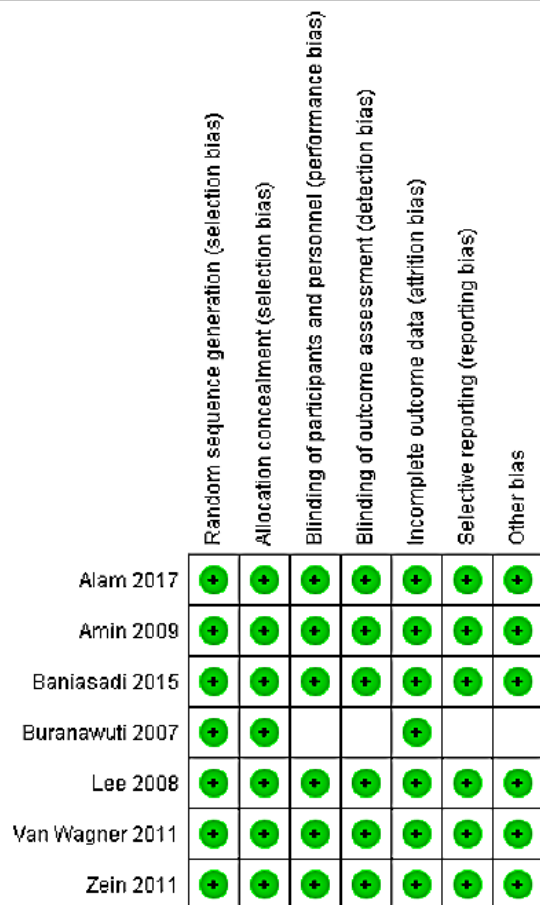 Random sequence generation (selection bias)
Allocation concealment (selection bias)
Blinding of participants and personnel (performance bias)
Blinding of outcome assessment (detection bias)
Incomplete outcome data (attrition bias)
Selective reporting (reporting bias)
Other bias
Alam 2017 + + + + + + +
Amin 2009 + + + + + + +
Baniasadi 2015 + + + + + + +
Buranawuti 2007 + + +
Lee 2008 + + + + + + +
Van Wagner 2011 + + + + + + +
Zein 2011 + + + + + + +